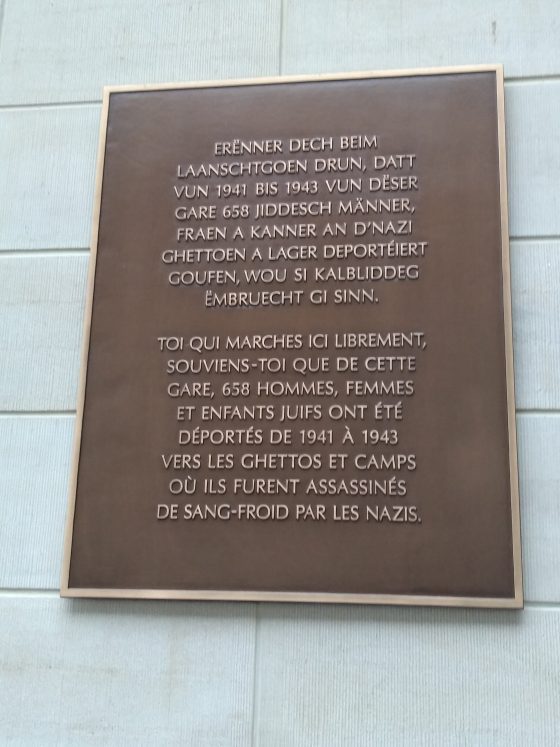 ERËNNER DECH BEIM
LAANSCHTGOEN DRUN, DATT
VUN 1941 BIS 1943 VUN DËSER
GARE 658 JIDDESCH MÄNNER,
FRAEN A KANNER AN D'NAZI
GHETTOEN A LAGER DEPORTÉIERT
GOUFEN, WOU SI KALBLIDDEG
ËMBRUECHT GI SINN.
TOI QUI MARCHES ICI LIBREMENT,
SOUVIENS-TOI QUE DE CETTE
GARE, 658 HOMMES, FEMMES
ET ENFANTS JUIFS ONT ÉTÉ
DÉPORTÉS DE 1941 À 1943
VERS LES GHETTOS ET CAMPS
OÙ ILS FURENT ASSASSINÉS
DE SANG-FROID PAR LES NAZIS.